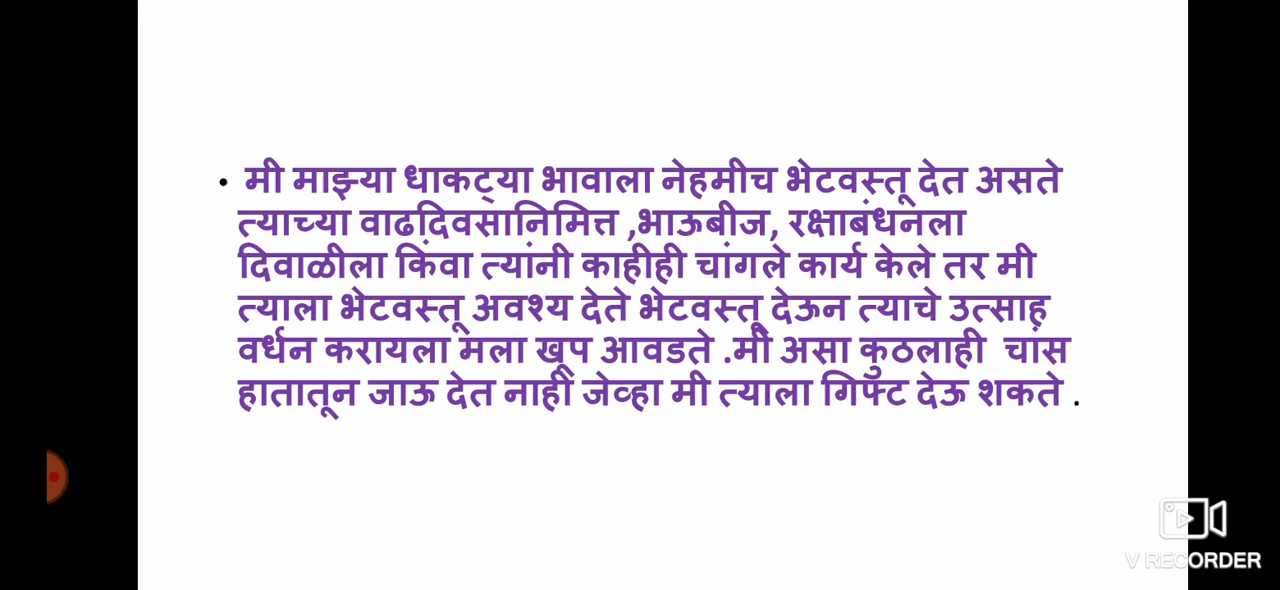 • मी माझ्या धाकट्या भावाला नेहमीच भेटवस्तू देत असते
त्याच्या वाढदिवसानिमित्त ,भाऊबीज, रक्षाबंधनला
दिवाळीला किंवा त्यांनी काहीही चांगले कार्य केले तर मी
त्याला भेटवस्तू अवश्य देते भेटवस्तू देऊन त्याचे उत्साह
वर्धन करायला मला खूप आवडते .मी असा कुठलाही चांस
हातातून जाऊ देत नाही जेव्हा मी त्याला गिफ्ट देऊ शकते .
V RECORDER